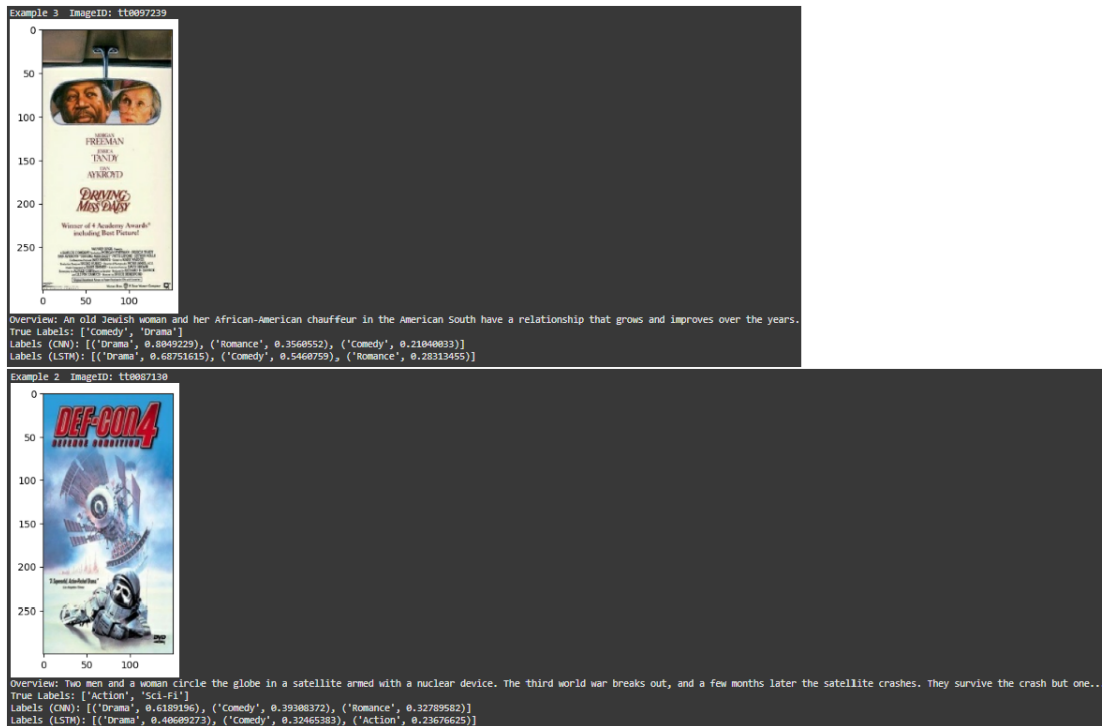 Example 3  ImageID: tt0097239
0
50
100
150
200
250
0 50 100
MORGAN
FREEMAN
JESSICA
TANDY
DAN
AYKROYD
DRIVING
MISS DAISY
Winner of 4 Academy Awards
including Best Picture!
Overview: An old Jewish woman and her African-American chauffeur in the American South have a relationship that grows and improves over the years.
True Labels: ['Comedy', 'Drama']
Labels (CNN): [('Drama', 0.8049229), ('Romance', 0.3560552), ('Comedy', 0.21040033)]
Labels (LSTM): [('Drama', 0.68751615), ('Comedy', 0.5460759), ('Romance', 0.28313455)]
Example 2  ImageID: tt0087130
0
50
100
150
200
250
DEF-CON 4
DEFENSE CONDITION
DVD
0 50 100
Overview: Two men and a woman circle the globe in a satellite armed with a nuclear device. The third world war breaks out, and a few months later the satellite crashes. They survive the crash but one..
True Labels: ['Action', 'Sci-Fi']
Labels (CNN): [('Drama', 0.6189196), ('Comedy', 0.39308372), ('Romance', 0.32789582)]
Labels (LSTM): [('Drama', 0.40609273), ('Comedy', 0.32465383), ('Action', 0.23676625)]